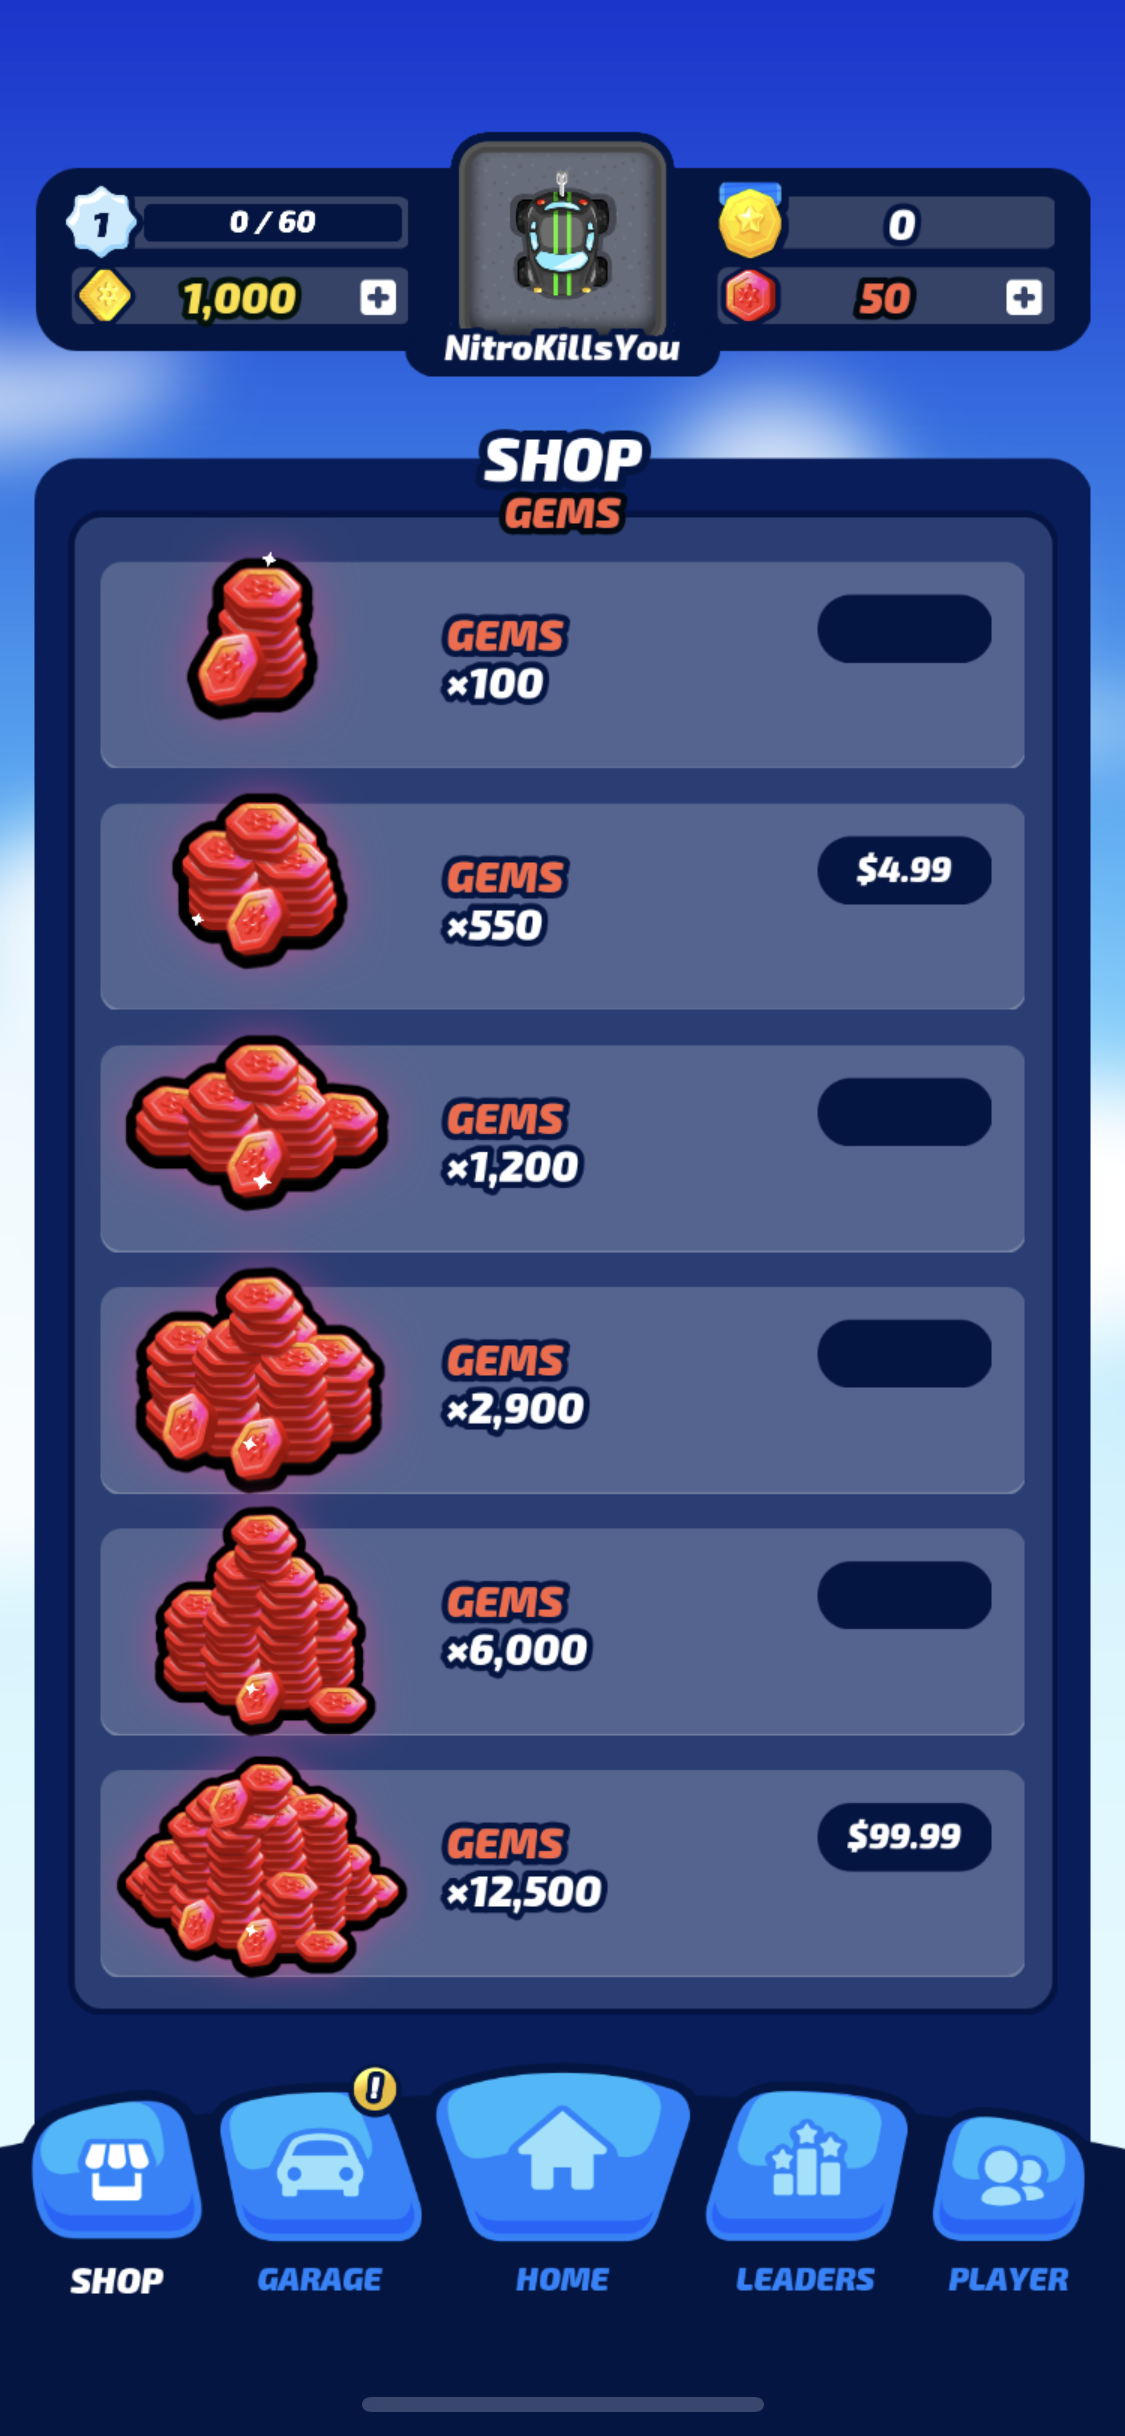 1
0 / 60
0
1,000
50
NitroKillsYou
SHOP
GEMS
GEMS
×100
GEMS
×550
$4.99
GEMS
×1,200
GEMS
×2,900
GEMS
×6,000
GEMS
×12,500
$99.99
!
SHOP
GARAGE
HOME
LEADERS
PLAYER